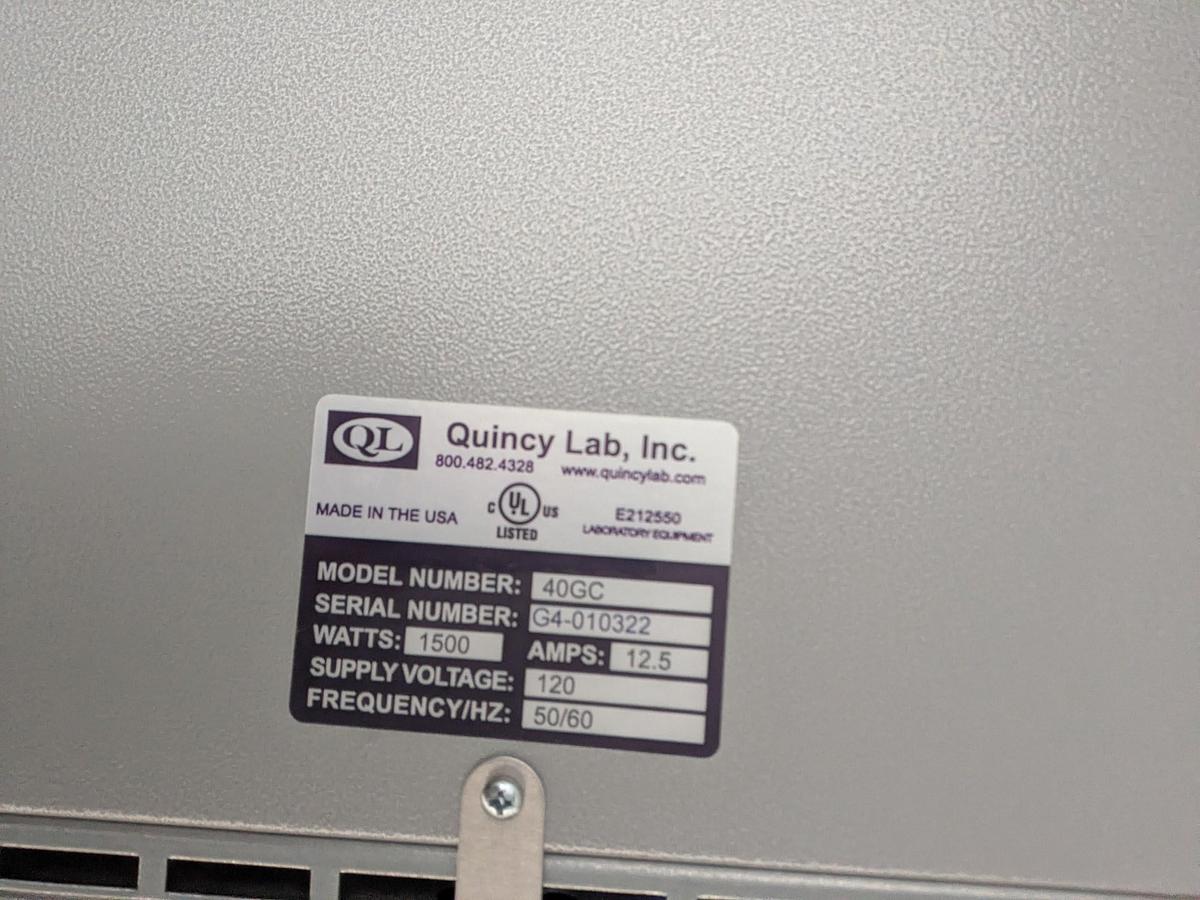 QL Quincy Lab, Inc.
800.482.4328 www.quincylab.com
MADE IN THE USA C UL US E212550
LISTED LABORATORY EQUIPMENT
MODEL NUMBER: 40GC
SERIAL NUMBER: G4-010322
WATTS: 1500 AMPS: 12.5
SUPPLY VOLTAGE: 120
FREQUENCY/HZ: 50/60